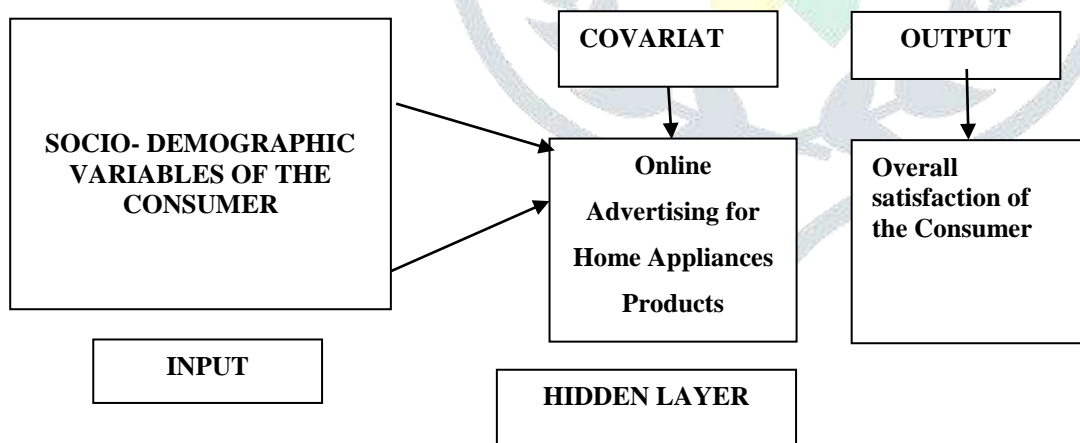 COVARIAT
OUTPUT
SOCIO- DEMOGRAPHIC
VARIABLES OF THE
CONSUMER
Online
Advertising for
Home Appliances
Products
Overall
satisfaction of
the Consumer
INPUT
HIDDEN LAYER